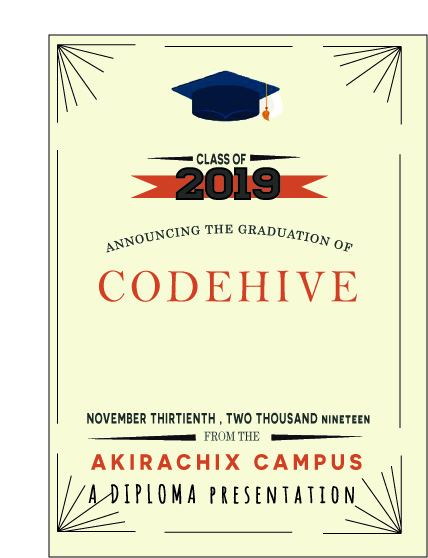 CLASS OF
2019
ANNOUNCING THE GRADUATION OF
CODEHIVE
NOVEMBER THIRTIENTH , TWO THOUSAND NINETEEN
FROM THE
AKIRACHIX CAMPUS
A DIPLOMA PRESENTATION